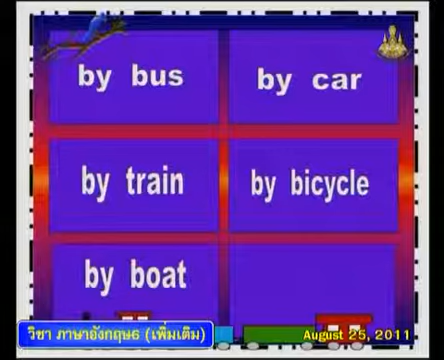 by bus
by car
by train
by bicycle
by boat
วิชา ภาษาอังกฤษ6 (เพิ่มเติม)
August 25, 2011